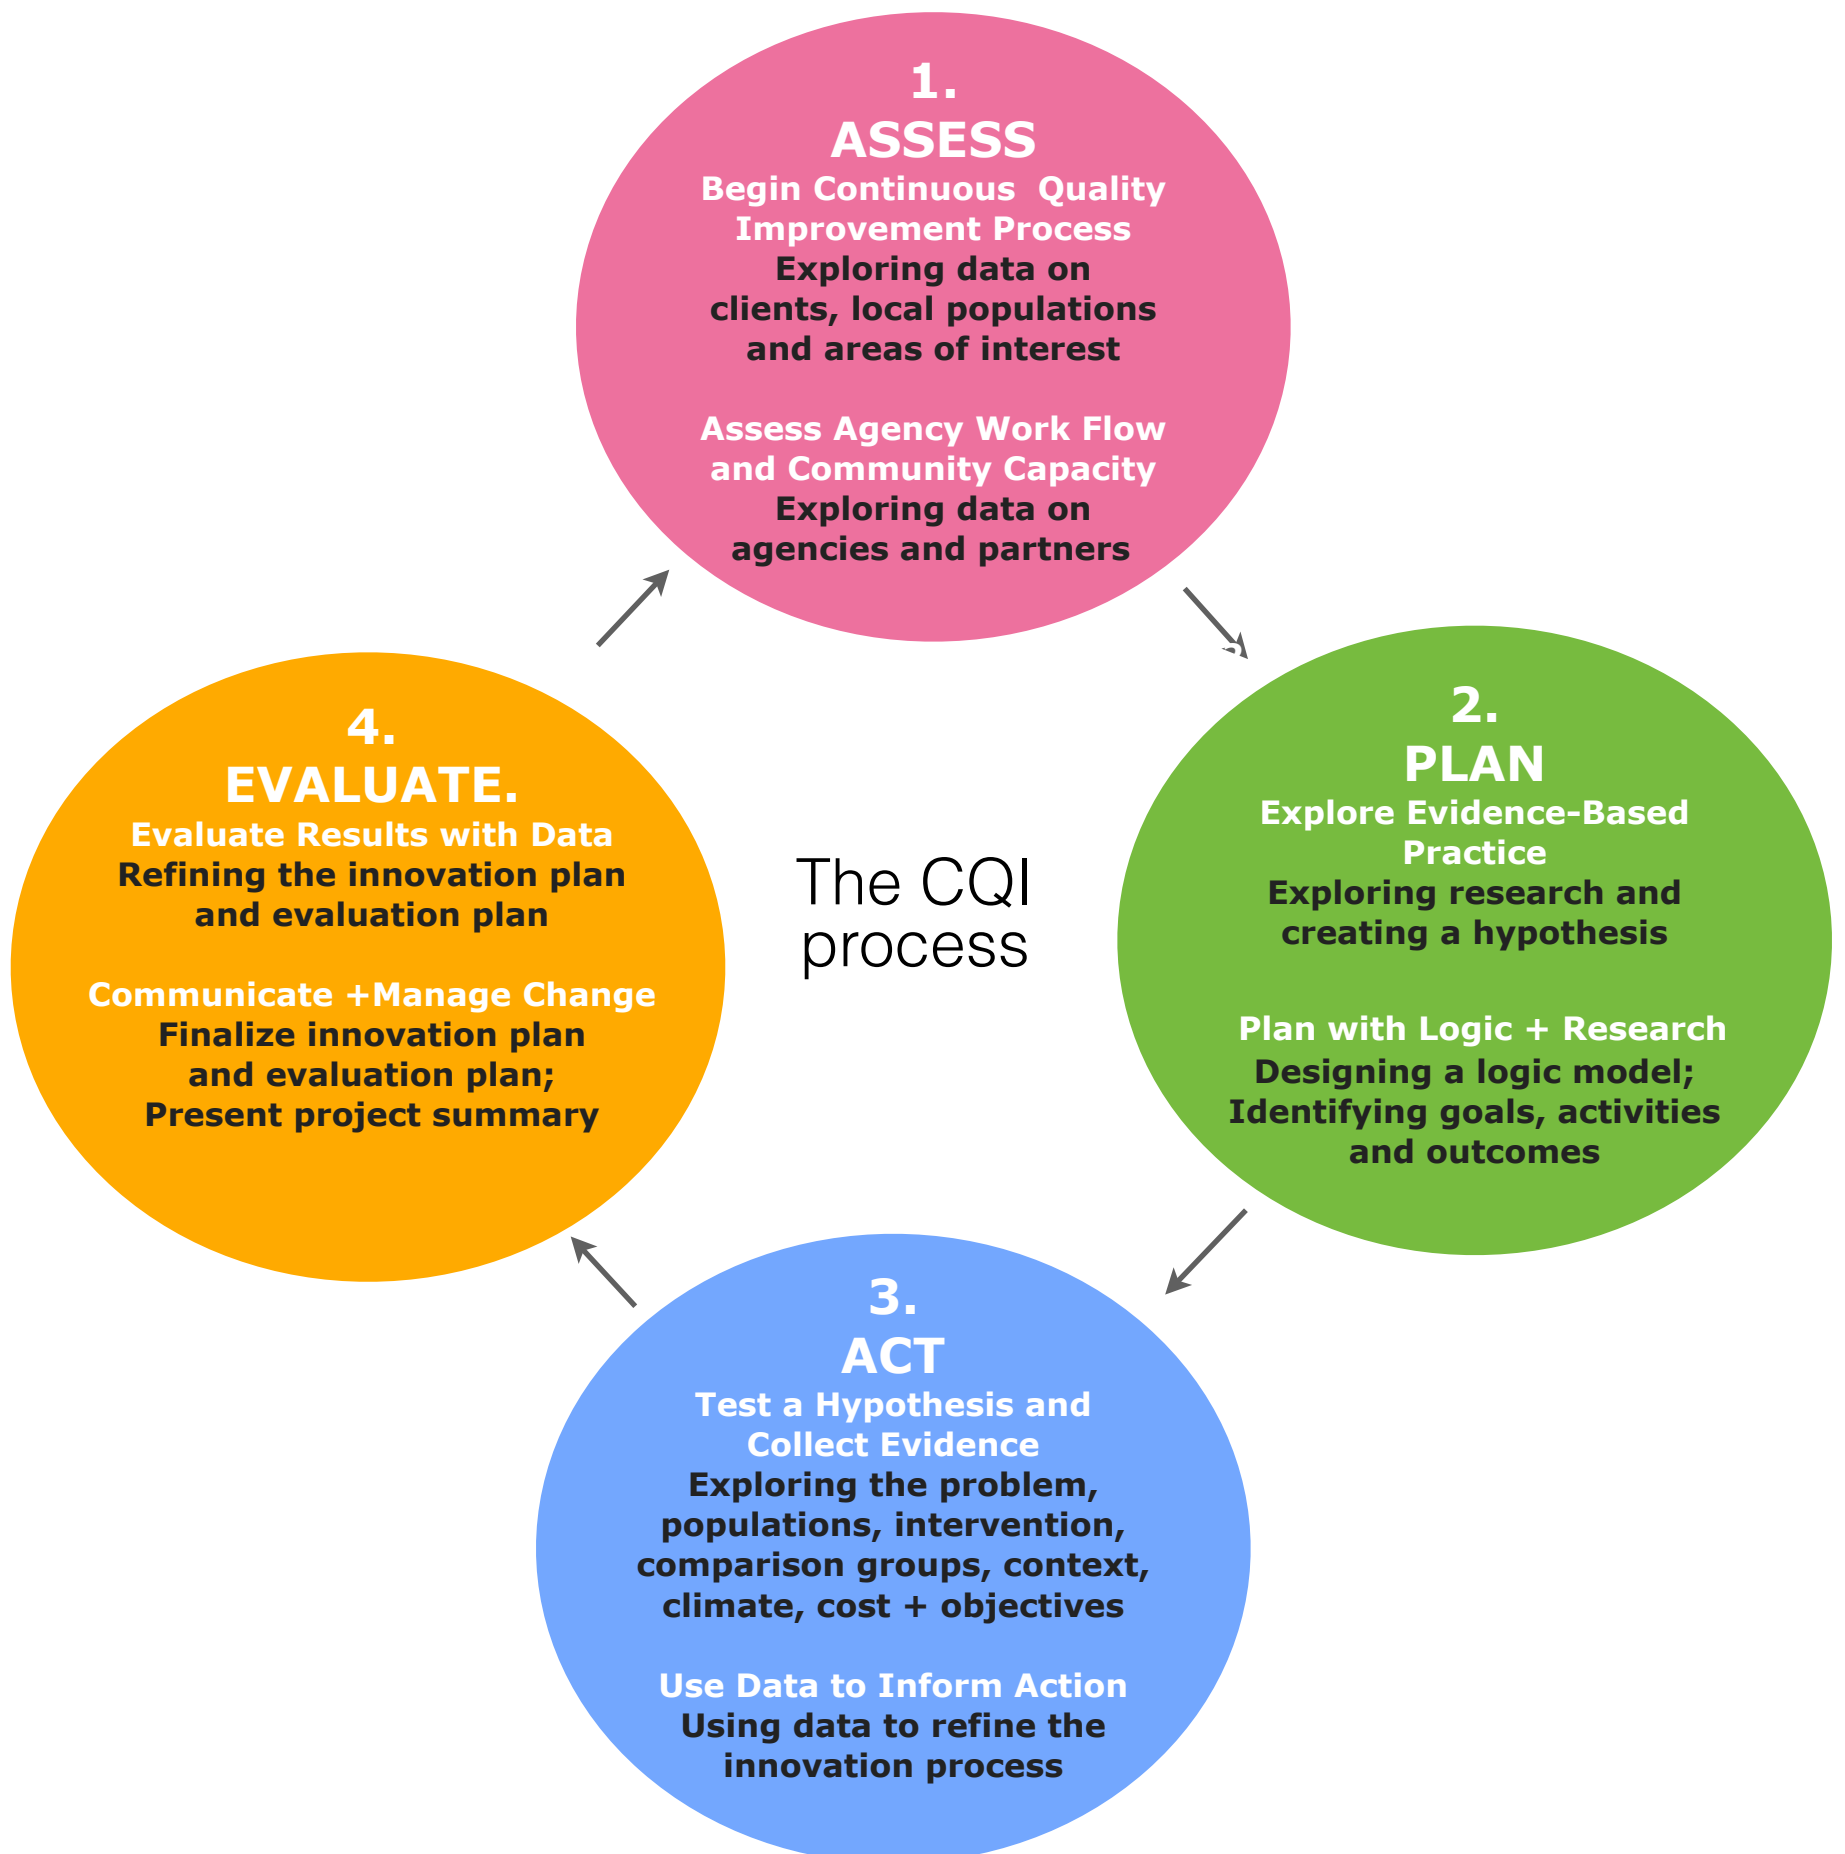 1.
ASSESS
Begin Continuous  Quality
Improvement Process
Exploring data on
clients, local populations
and areas of interest
Assess Agency Work Flow
and Community Capacity
Exploring data on
agencies and partners
2.
PLAN
Explore Evidence-Based
Practice
Exploring research and
creating a hypothesis
Plan with Logic + Research
Designing a logic model;
Identifying goals, activities
and outcomes
3.
ACT
Test a Hypothesis and
Collect Evidence
Exploring the problem,
populations, intervention,
comparison groups, context,
climate, cost + objectives
Use Data to Inform Action
Using data to refine the
innovation process
4.
EVALUATE.
Evaluate Results with Data
Refining the innovation plan
and evaluation plan
Communicate +Manage Change
Finalize innovation plan
and evaluation plan;
Present project summary
The CQI
process